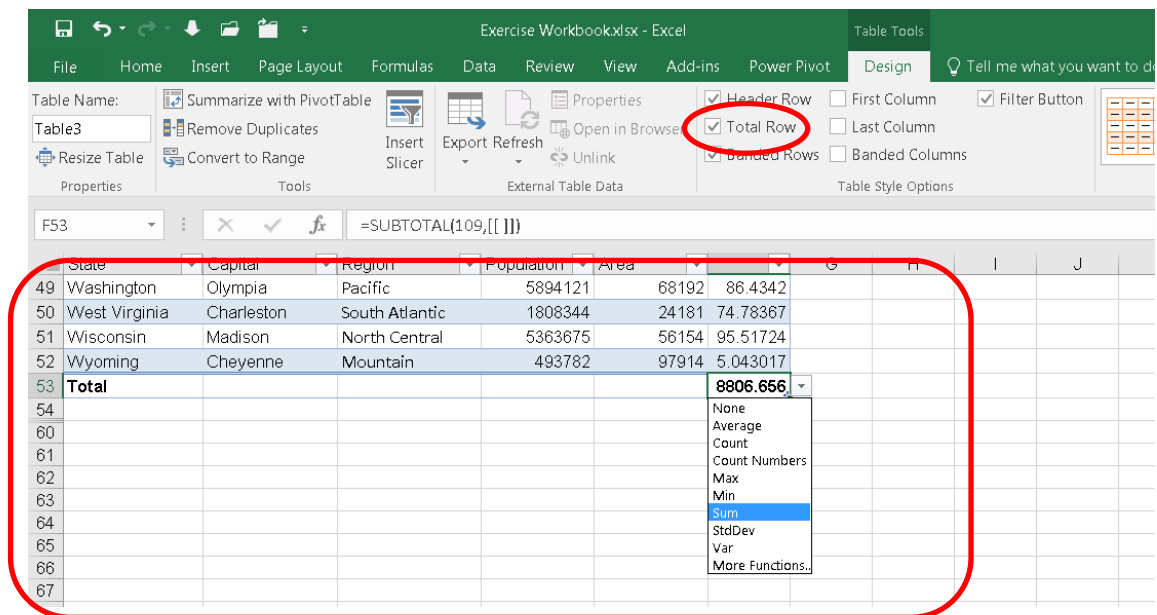 Exercise Workbook.xlsx - Excel
Table Tools
File Home Insert Page Layout Formulas Data Review View Add-ins Power Pivot Design Tell me what you want to do
Table Name:
Table3
Resize Table
Properties
Summarize with PivotTable
Remove Duplicates
Convert to Range
Tools
Insert
Slicer
Export Refresh
Properties
Open in Browser
Unlink
External Table Data
Header Row
Total Row
Banded Rows
First Column
Last Column
Banded Columns
Filter Button
Table Style Options
F53 fx =SUBTOTAL(109,[[ ]])
State Capital Region Population Area G H I J
49 Washington Olympia Pacific 5894121 68192 86.4342
50 West Virginia Charleston South Atlantic 1808344 24181 74.78367
51 Wisconsin Madison North Central 5363675 56154 95.51724
52 Wyoming Cheyenne Mountain 493782 97914 5.043017
53 Total 8806.656
54
60
61
62
63
64
65
66
67
None
Average
Count
Count Numbers
Max
Min
Sum
StdDev
Var
More Functions..